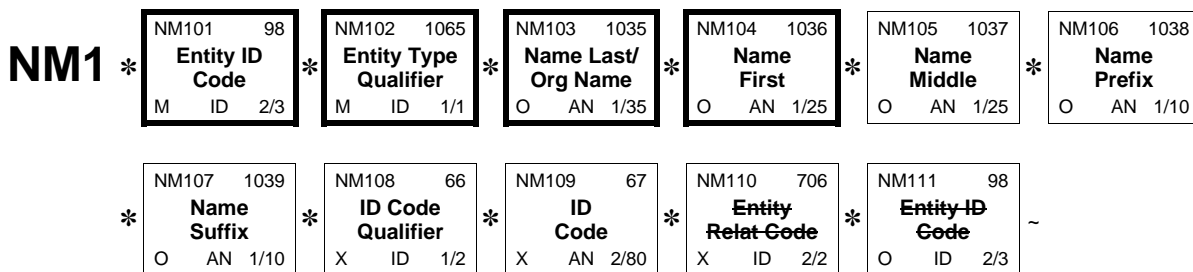 NM1 * NM101 98 * NM102 1065 * NM103 1035 * NM104 1036 * NM105 1037 * NM106 1038
Entity ID Entity Type Name Last/ Name Name Name
Code Qualifier Org Name First Middle Prefix
M ID 2/3 M ID 1/1 O AN 1/35 O AN 1/25 O AN 1/25 O AN 1/10
* NM107 1039 * NM108 66 * NM109 67 * NM110 706 * NM111 98 ~
Name ID Code ID Entity Entity ID
Suffix Qualifier Code Relat Code Code
O AN 1/10 X ID 1/2 X AN 2/80 X ID 2/2 O ID 2/3